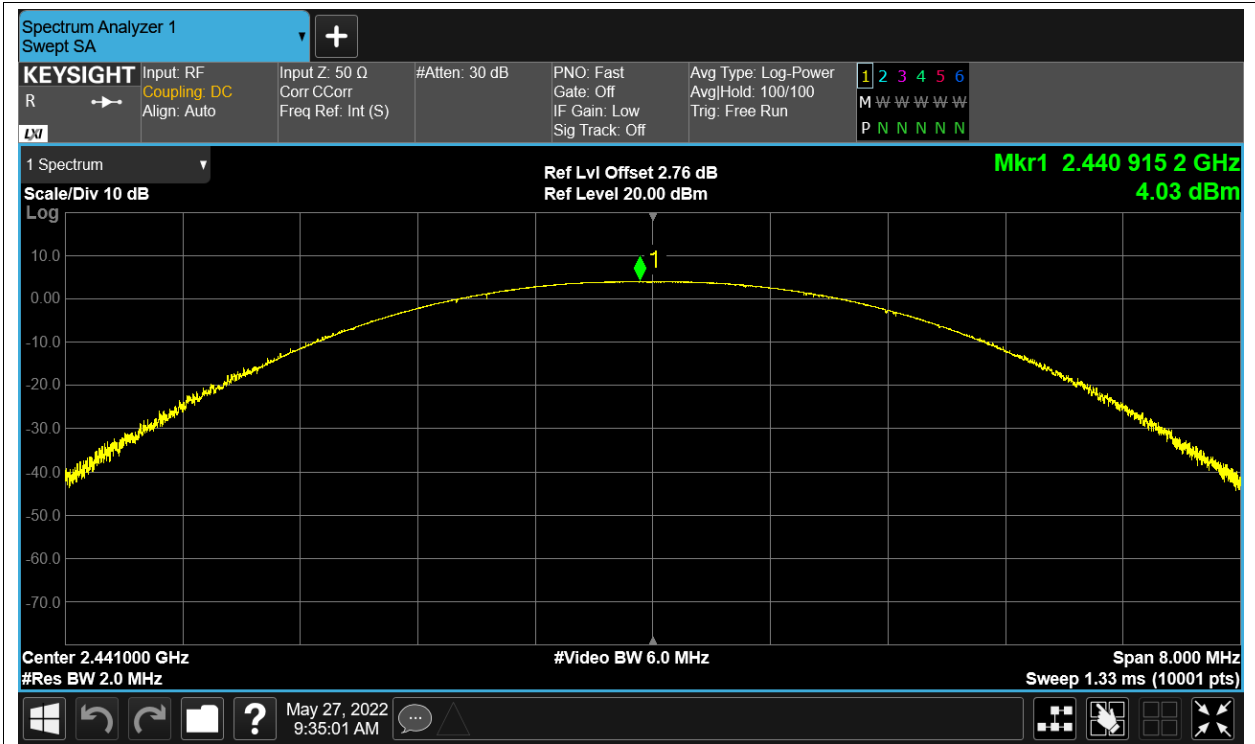 Spectrum Analyzer 1
Swept SA
+
KEYSIGHT
R
LXI
Input: RF
Coupling: DC
Align: Auto
Input Z: 50 Ω
Corr CCorr
Freq Ref: Int (S)
#Atten: 30 dB
PNO: Fast
Gate: Off
IF Gain: Low
Sig Track: Off
Avg Type: Log-Power
Avg|Hold: 100/100
Trig: Free Run
1 2 3 4 5 6
M W W W W W
P N N N N N
1 Spectrum
Scale/Div 10 dB
Log
Ref Lvl Offset 2.76 dB
Ref Level 20.00 dBm
Mkr1 2.440 915 2 GHz
4.03 dBm
1
10.0
0.00
-10.0
-20.0
-30.0
-40.0
-50.0
-60.0
-70.0
Center 2.441000 GHz
#Video BW 6.0 MHz
Span 8.000 MHz
#Res BW 2.0 MHz
Sweep 1.33 ms (10001 pts)
?
May 27, 2022
9:35:01 AM